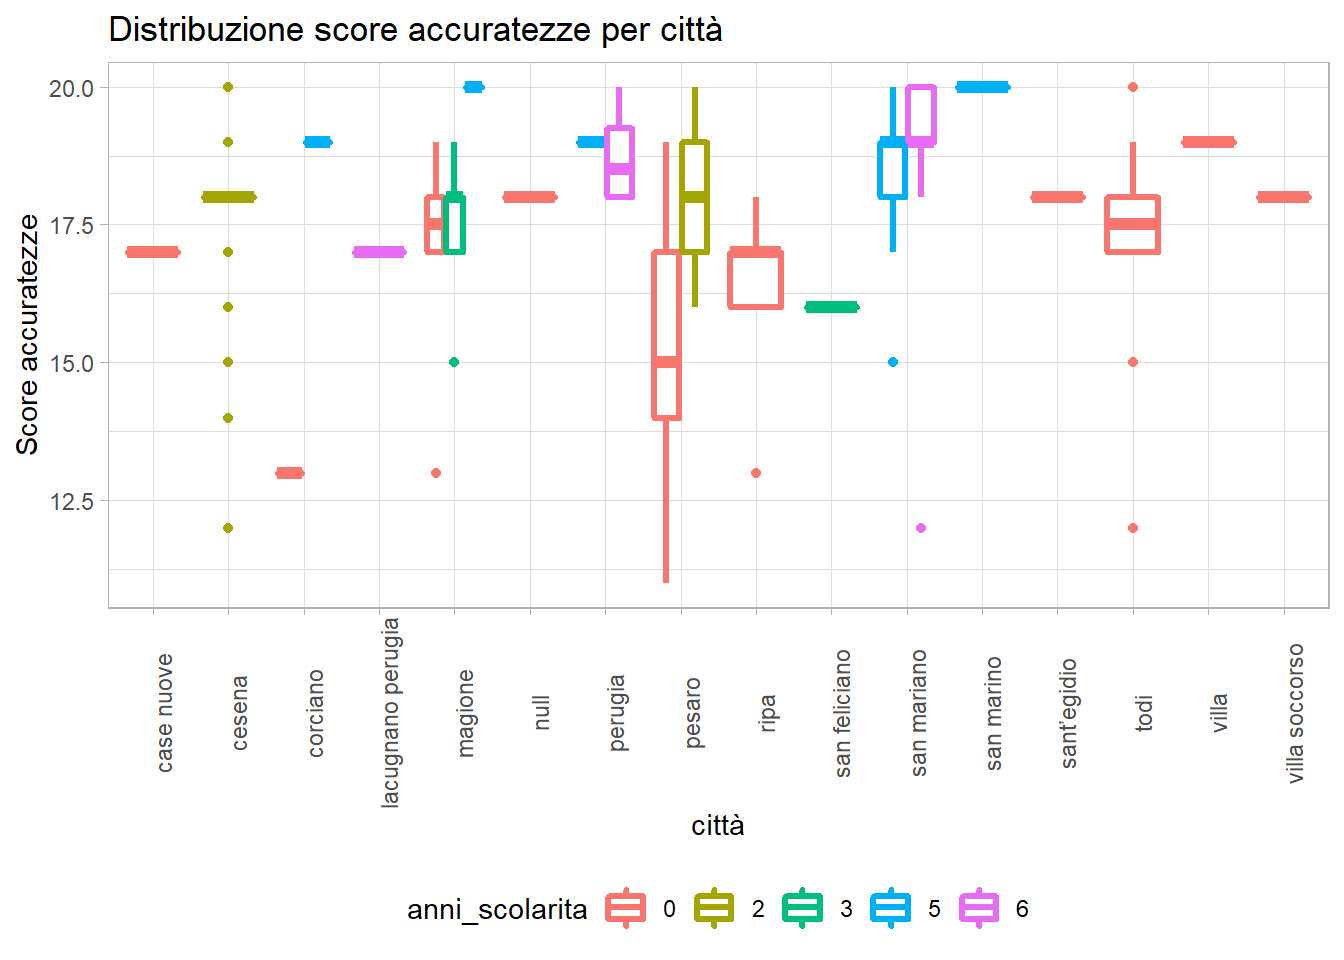 Distribuzione score accuratezze per città
Score accuratezze
20.0
17.5
15.0
12.5
case nuove
cesena
corciano
lacugnano perugia
magione
null
perugia
pesaro
ripa
san feliciano
san mariano
san marino
sant'egidio
todi
villa
villa soccorso
città
anni_scolarita 0 2 3 5 6